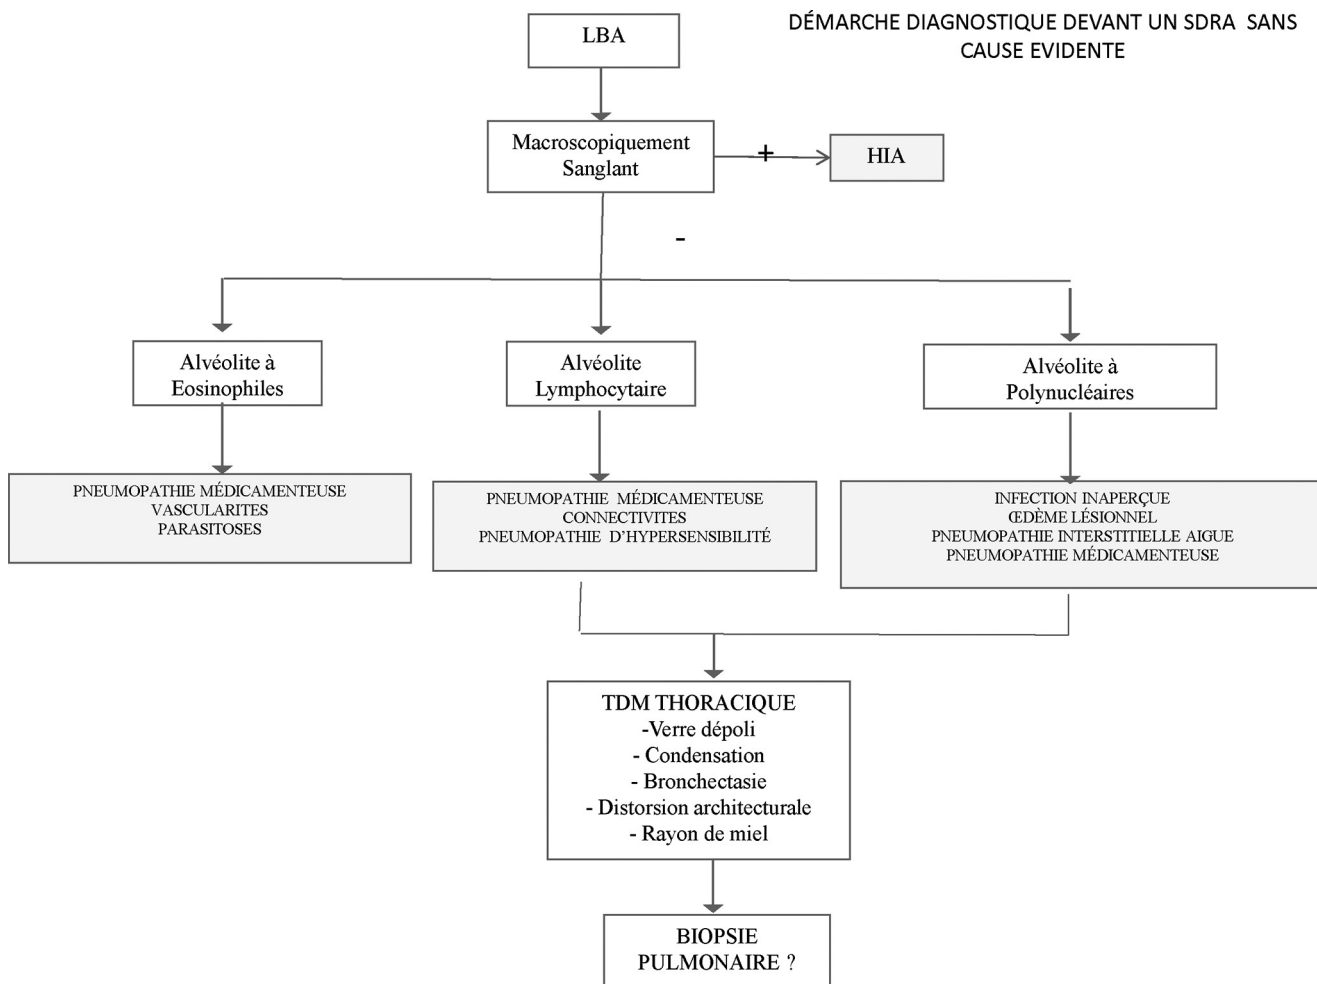 DÉMARCHE DIAGNOSTIQUE DEVANT UN SDRA SANS
CAUSE EVIDENTE
LBA
Macroscopiquement
Sanglant
+
HIA
-
Alvéolite à
Eosinophiles
Alvéolite
Lymphocytaire
Alvéolite à
Polynucléaires
PNEUMOPATHIE MÉDICAMENTEUSE
VASCULARITES
PARASITOSES
PNEUMOPATHIE MÉDICAMENTEUSE
CONNECTIVITES
PNEUMOPATHIE D'HYPERSENSIBILITÉ
INFECTION INAPERÇUE
ŒDÈME LÉSIONNEL
PNEUMOPATHIE INTERSTITIELLE AIGUE
PNEUMOPATHIE MÉDICAMENTEUSE
TDM THORACIQUE
-Verre dépoli
- Condensation
- Bronchectasie
- Distorsion architecturale
- Rayon de miel
BIOPSIE
PULMONAIRE ?